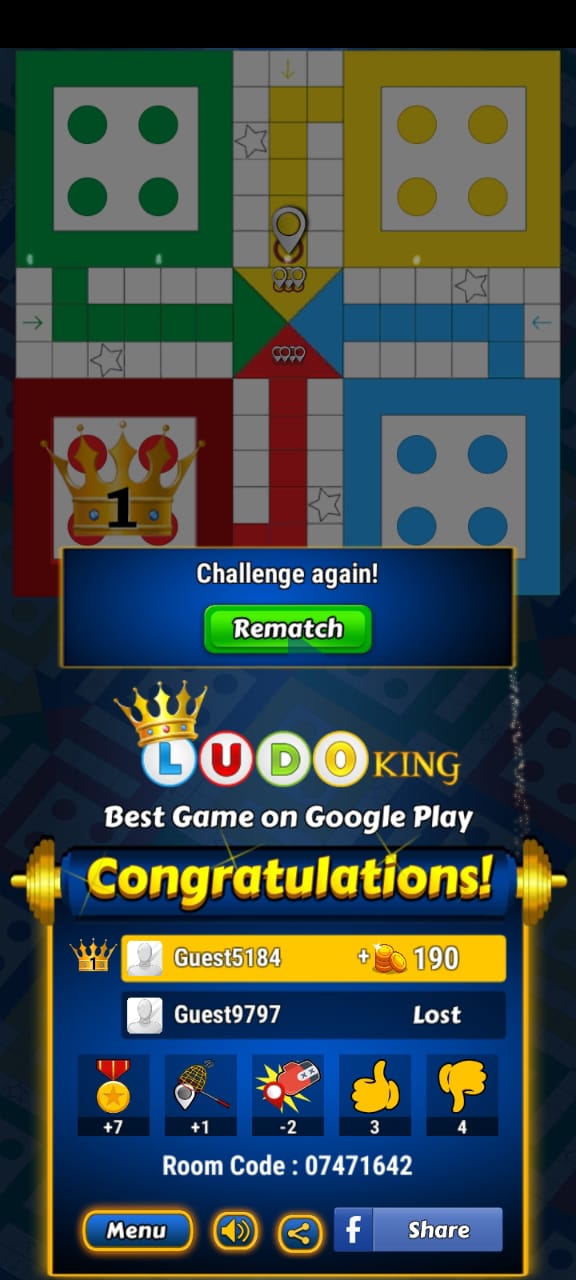 1
Challenge again!
Rematch
LUDO KING
Best Game on Google Play
Congratulations!
1 Guest5184 + 190
Guest9797 Lost
+7 +1 -2 3 4
Room Code : 07471642
Menu f Share